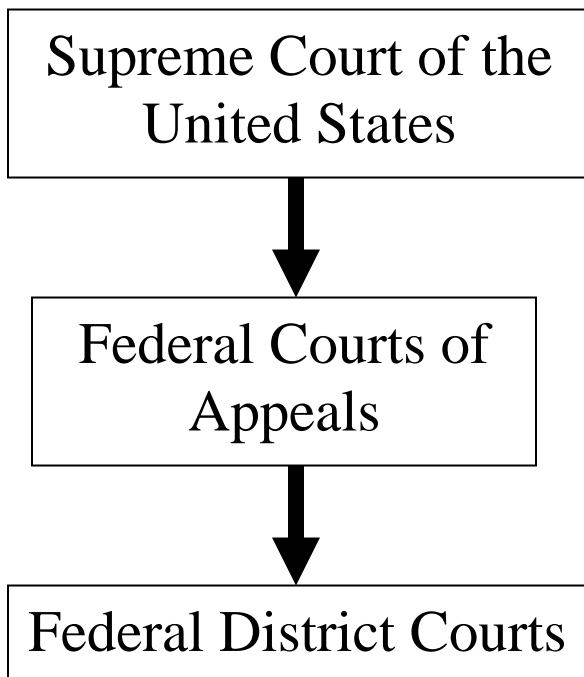 Supreme Court of the
United States
Federal Courts of
Appeals
Federal District Courts